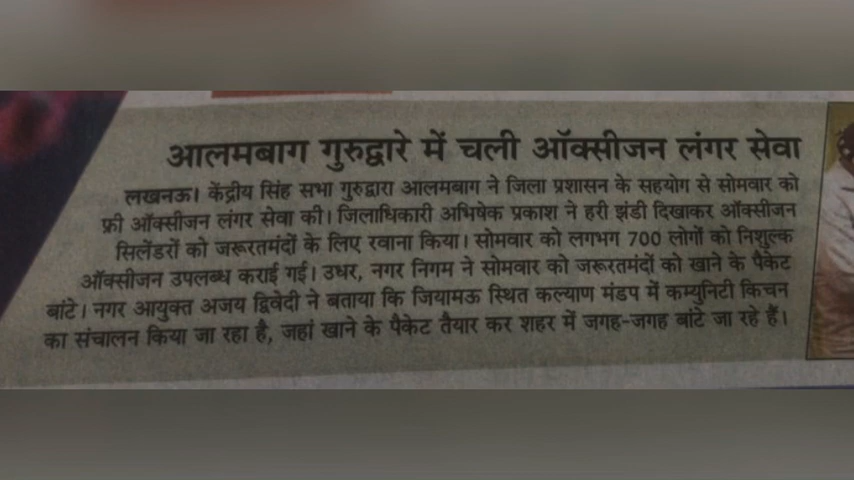 आलमबाग गुरुद्वारे में चली ऑक्सीजन लंगर सेवा
लखनऊ। केंद्रीय सिंह सभा गुरुद्वारा आलमबाग ने जिला प्रशासन के सहयोग से सोमवार को
फ्री ऑक्सीजन लंगर सेवा की। जिलाधिकारी अभिषेक प्रकाश ने हरी झंडी दिखाकर ऑक्सीजन
सिलेंडरों को जरूरतमंदों के लिए रवाना किया। सोमवार को लगभग 700 लोगों को निशुल्क
ऑक्सीजन उपलब्ध कराई गई। उधर, नगर निगम ने सोमवार को जरूरतमंदों को खाने के पैकेट
बांटे। नगर आयुक्त अजय द्विवेदी ने बताया कि जियामऊ स्थित कल्याण मंडप में कम्युनिटी किचन
का संचालन किया जा रहा है, जहां खाने के पैकेट तैयार कर शहर में जगह-जगह बांटे जा रहे हैं।